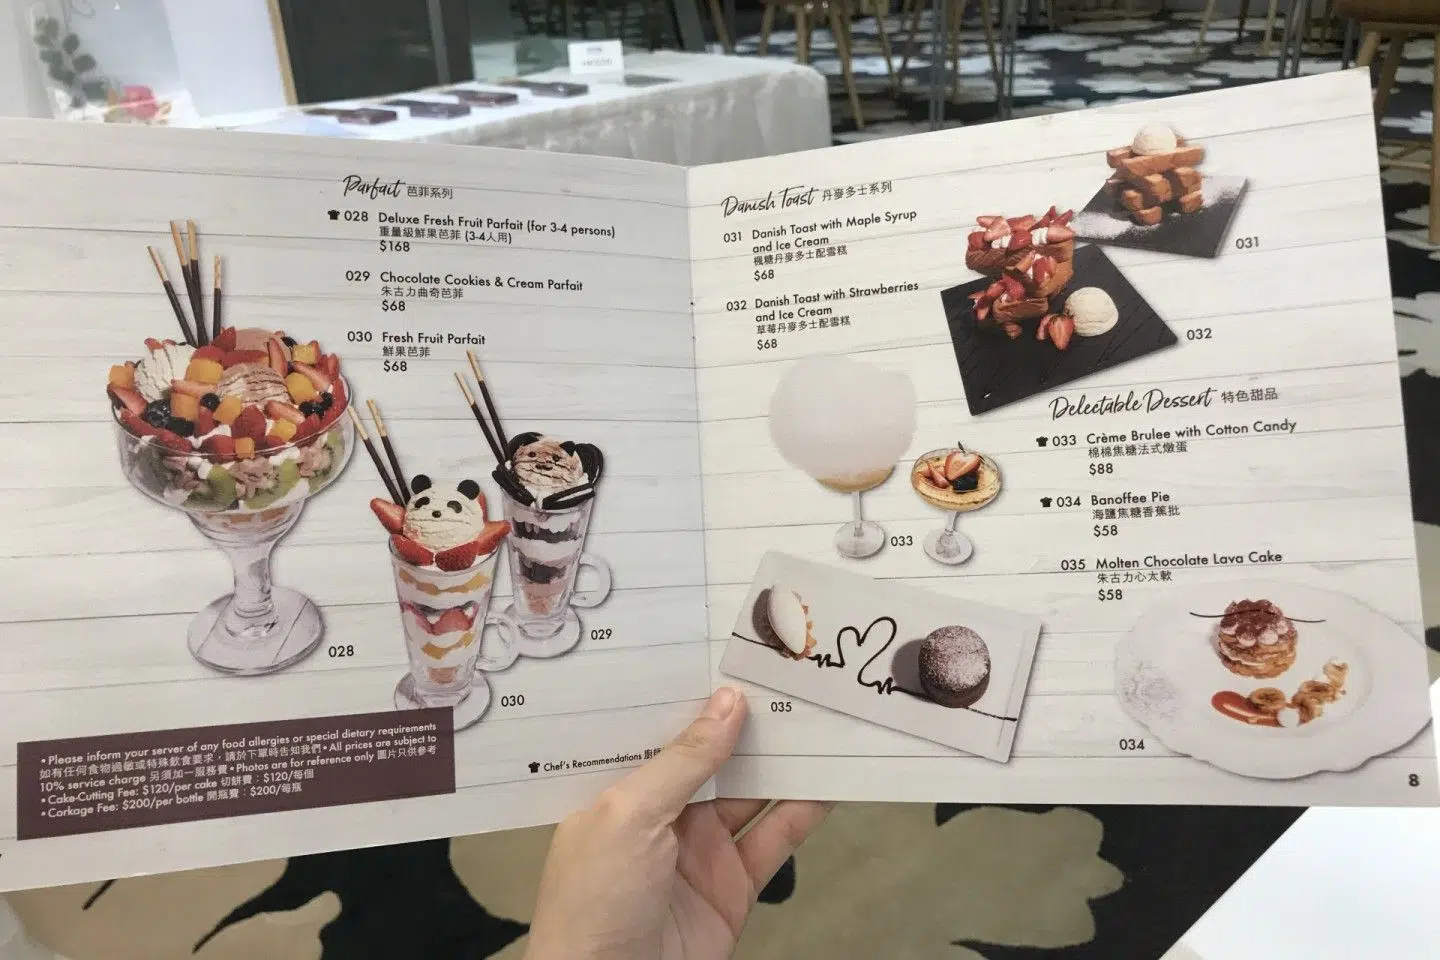 Parfait 芭菲系列
028 Deluxe Fresh Fruit Parfait (for 3-4 persons)
重量級鮮果芭菲 (3-4人用)
$168
029 Chocolate Cookies & Cream Parfait
朱古力曲奇芭菲
$68
030 Fresh Fruit Parfait
鮮果芭菲
$68
028
029
030
• Please inform your server of any food allergies or special dietary requirements
如有任何食物過敏或特殊飲食要求，請於下單時告知我們 • All prices are subject to
10% service charge 另須加一服務費 • Photos are for reference only 圖片只供參考
• Cake-Cutting Fee: $120/per cake 切餅費：$120/每個
• Corkage Fee: $200/per bottle 開瓶費：$200/每瓶
Chef's Recommendations 廚
Danish Toast 丹麥多士系列
031 Danish Toast with Maple Syrup
and Ice Cream
楓糖丹麥多士配雪糕
$68
032 Danish Toast with Strawberries
and Ice Cream
草莓丹麥多士配雪糕
$68
031
032
Delectable Dessert 特色甜品
033 Crème Brulee with Cotton Candy
棉棉焦糖法式燉蛋
$88
034 Banoffee Pie
海鹽焦糖香蕉批
$58
035 Molten Chocolate Lava Cake
朱古力心太軟
$58
033
035
034
8